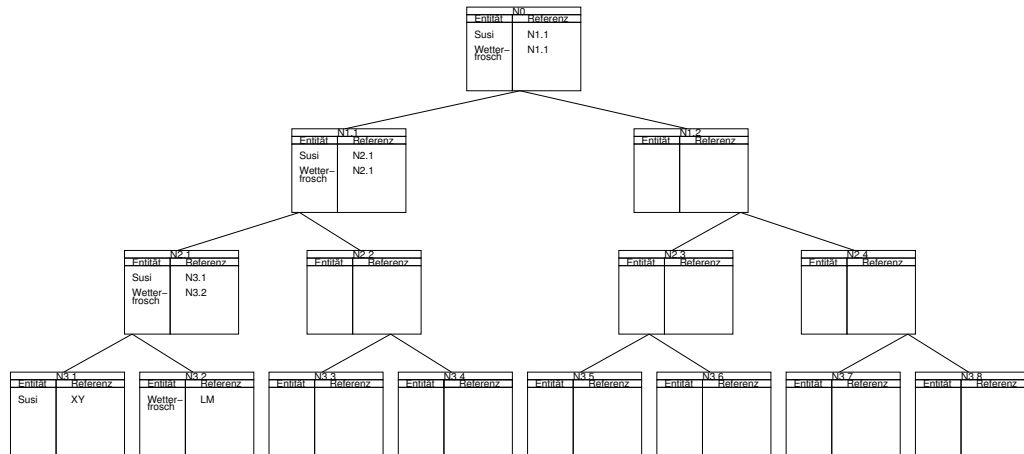 N0
Entität Referenz
Susi N1.1
Wetter–
frosch N1.1
N1.1
Entität Referenz
Susi N2.1
Wetter–
frosch N2.1
N1.2
Entität Referenz
N2.1
Entität Referenz
Susi N3.1
Wetter–
frosch N3.2
N2.2
Entität Referenz
N2.3
Entität Referenz
N2.4
Entität Referenz
N3.1
Entität Referenz
Susi XY
N3.2
Entität Referenz
Wetter–
frosch LM
N3.3
Entität Referenz
N3.4
Entität Referenz
N3.5
Entität Referenz
N3.6
Entität Referenz
N3.7
Entität Referenz
N3.8
Entität Referenz